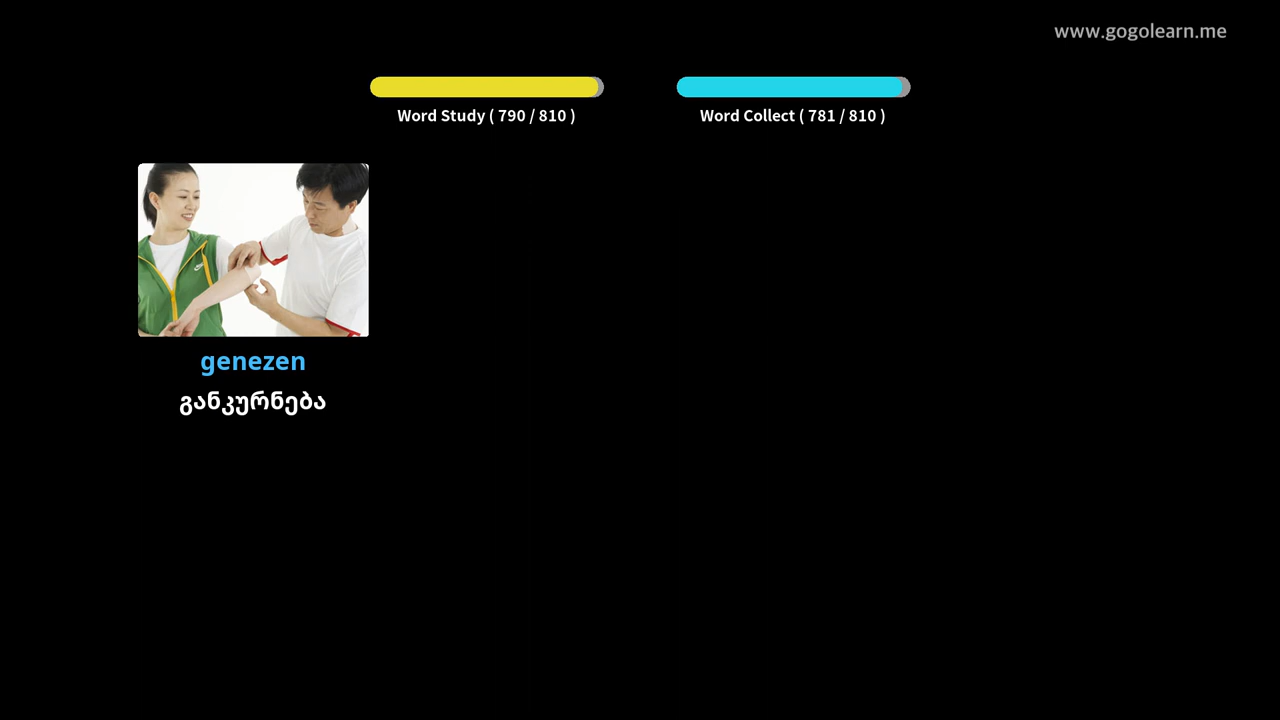 www.gogolearn.me
Word Study ( 790 / 810 )
Word Collect ( 781 / 810 )
genezen
განკურნება